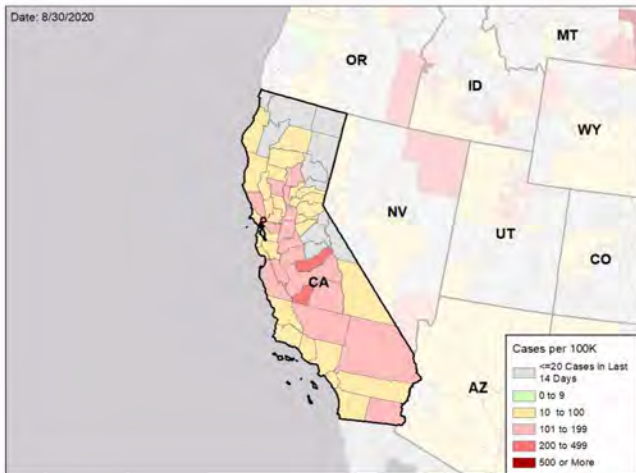 Date: 8/30/2020
MT
OR
ID
WY
NV
UT
CO
CA
AZ
Cases per 100K
<=20 Cases in Last
14 Days
0 to 9
10 to 100
101 to 199
200 to 499
500 or More